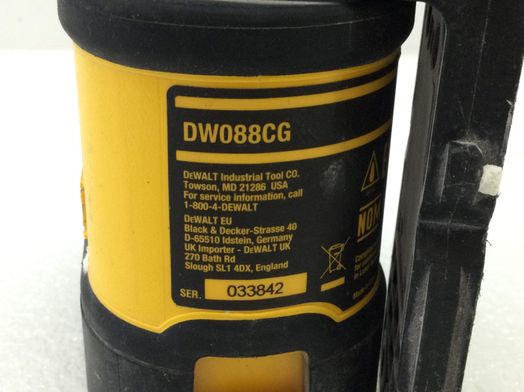 DW088CG
DEWALT Industrial Tool CO.
Towson, MD 21286 USA
For service information, call
1-800-4-DEWALT
DEWALT EU
Black & Decker-Strasse 40
D-65510 Idstein, Germany
UK Importer - DEWALT UK
270 Bath Rd
Slough SL1 4DX, England
SER. 033842